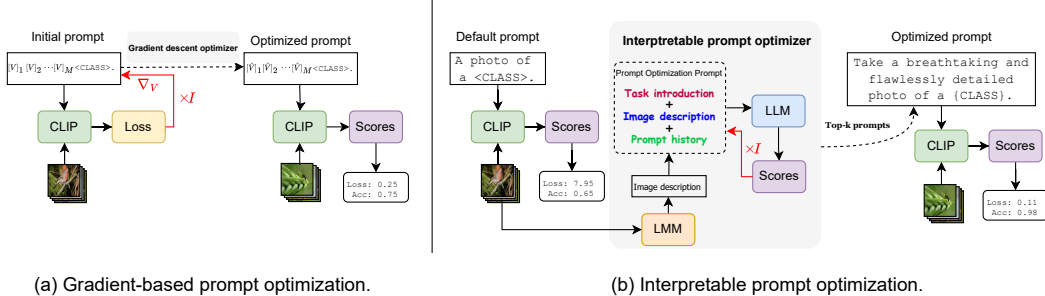 Initial prompt
[V]₁ [V]₂ ⋯[V]_M <CLASS>.
Gradient descent optimizer
Optimized prompt
[V̂]₁[V̂]₂ ⋯[V̂]_M <CLASS>.
∇_V
×I
CLIP
Loss
CLIP
Scores
Loss: 0.25
Acc: 0.75
(a) Gradient-based prompt optimization.
Default prompt
A photo of
a <CLASS>.
CLIP
Scores
Loss: 7.95
Acc: 0.65
Interptretable prompt optimizer
Prompt Optimization Prompt
Task introduction
+
Image description
+
Prompt history
LLM
×I
Scores
Image description
LMM
Top-k prompts
Optimized prompt
Take a breathtaking and
flawlessly detailed
photo of a {CLASS}.
CLIP
Scores
Loss: 0.11
Acc: 0.98
(b) Interpretable prompt optimization.